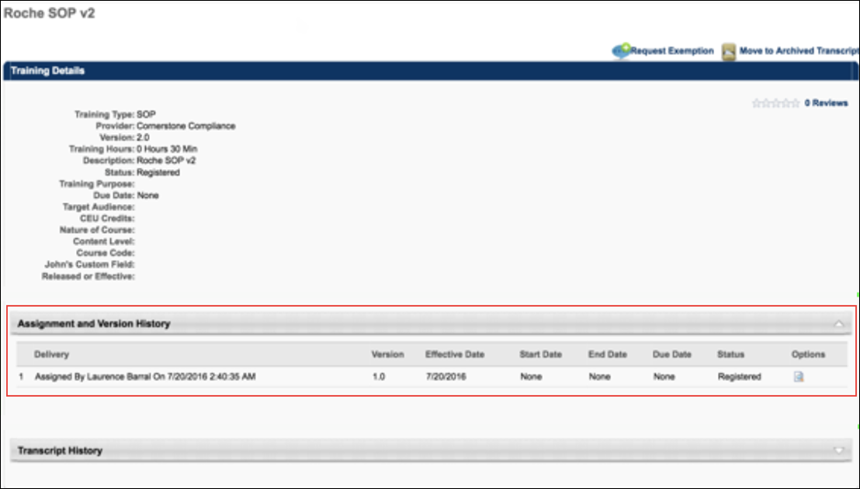 Roche SOP v2
Request Exemption Move to Archived Transcript
Training Details
0 Reviews
Training Type: SOP
Provider: Cornerstone Compliance
Version: 2.0
Training Hours: 0 Hours 30 Min
Description: Roche SOP v2
Status: Registered
Training Purpose:
Due Date: None
Target Audience:
CEU Credits:
Nature of Course:
Content Level:
Course Code:
John's Custom Field:
Released or Effective:
Assignment and Version History
Delivery Version Effective Date Start Date End Date Due Date Status Options
1 Assigned By Laurence Barral On 7/20/2016 2:40:35 AM 1.0 7/20/2016 None None None Registered
Transcript History